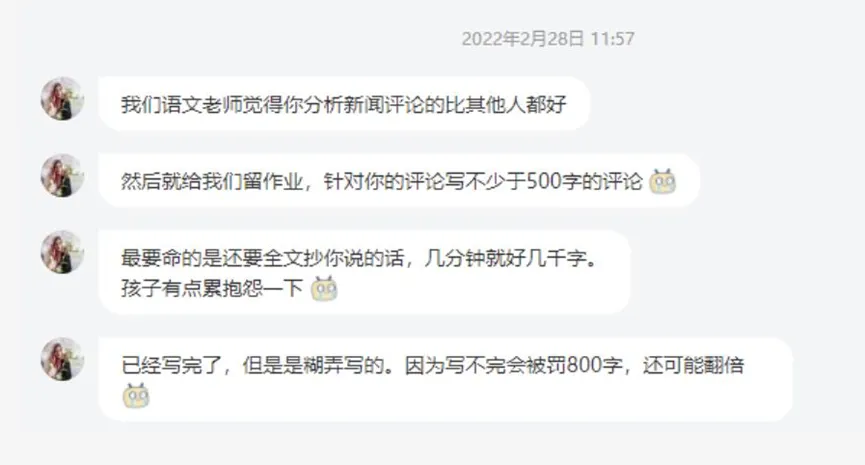 2022年2月28日 11:57
我们语文老师觉得你分析新闻评论的比其他人都好
然后就给我们留作业，针对你的评论写不少于500字的评论
最要命的是还要全文抄你说的话，几分钟就好几千字。
孩子有点累抱怨一下
已经写完了，但是是糊弄写的。因为写不完会被罚800字，还可能翻倍